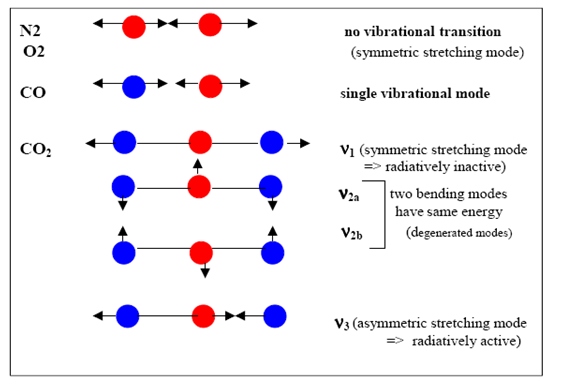 N2 no vibrational transition
O2 (symmetric stretching mode)
CO single vibrational mode
CO₂ ν₁ (symmetric stretching mode
=> radiatively inactive)
ν₂ₐ two bending modes
have same energy
ν₂b (degenerated modes)
ν₃ (asymmetric stretching mode
=> radiatively active)